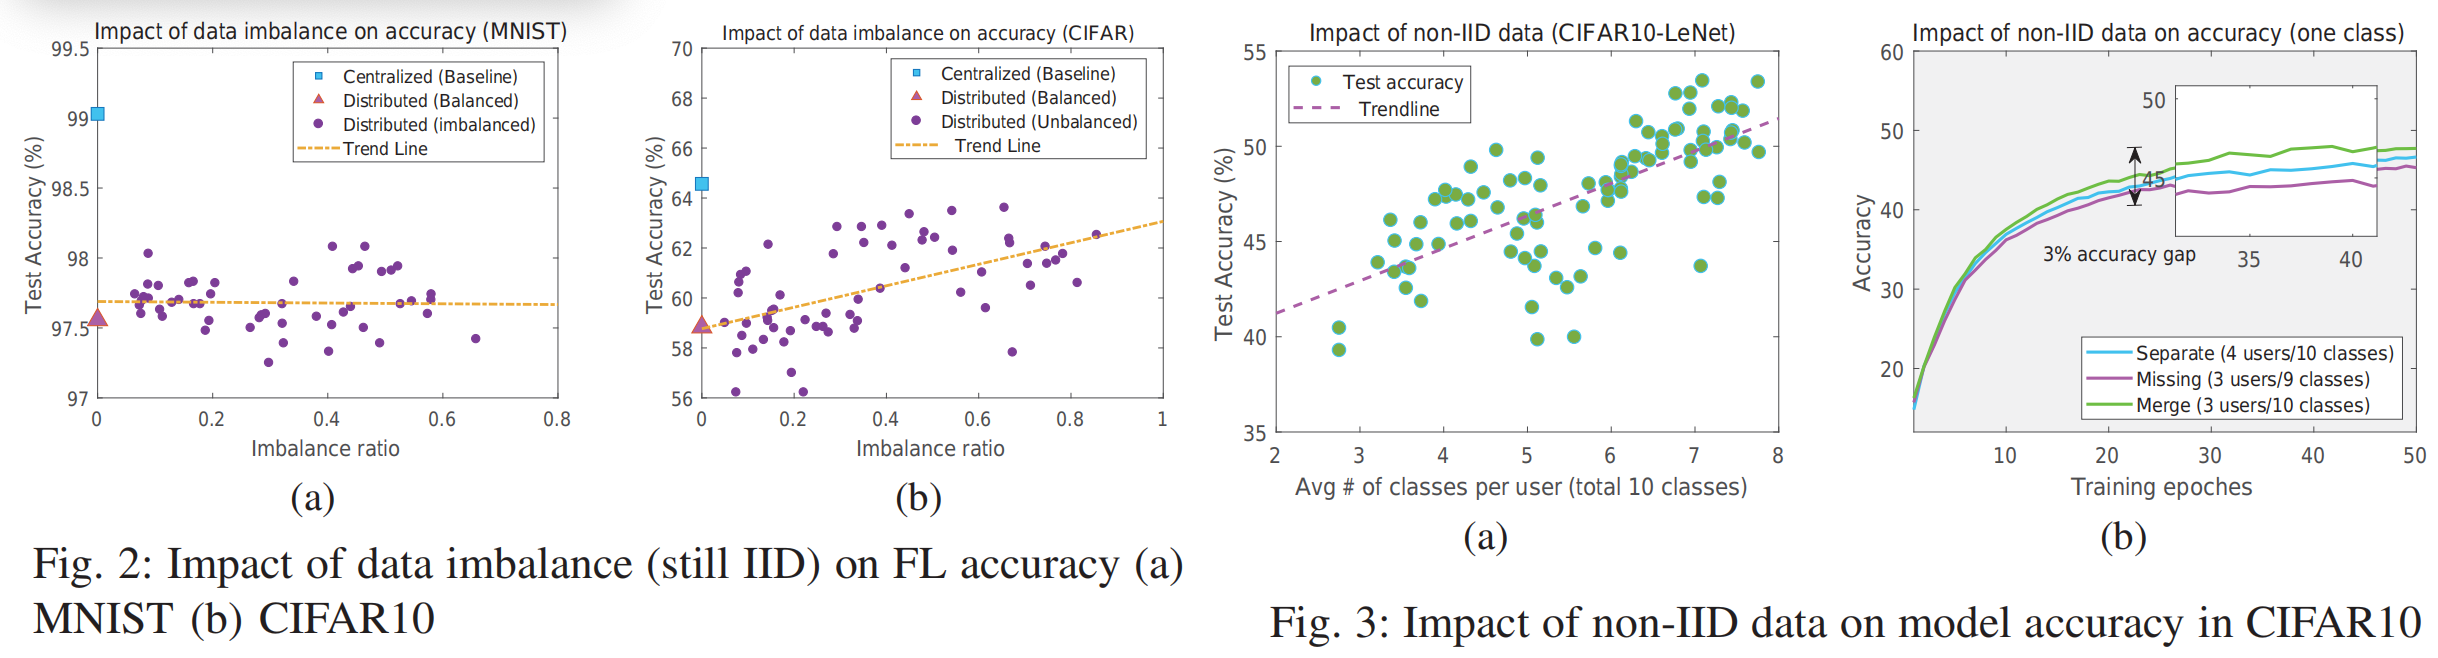 Impact of data imbalance on accuracy (MNIST)
99.5
99
98.5
98
97.5
97
Test Accuracy (%)
Centralized (Baseline)
Distributed (Balanced)
Distributed (imbalanced)
Trend Line
0
0.2
0.4
0.6
0.8
Imbalance ratio
(a)
Impact of data imbalance on accuracy (CIFAR)
70
68
66
64
62
60
58
56
Test Accuracy (%)
Centralized (Baseline)
Distributed (Balanced)
Distributed (Unbalanced)
Trend Line
0
0.2
0.4
0.6
0.8
1
Imbalance ratio
(b)
Fig. 2: Impact of data imbalance (still IID) on FL accuracy (a)
MNIST (b) CIFAR10
Impact of non-IID data (CIFAR10-LeNet)
55
50
45
40
35
Test Accuracy (%)
Test accuracy
Trendline
2
3
4
5
6
7
8
Avg # of classes per user (total 10 classes)
(a)
Impact of non-IID data on accuracy (one class)
60
50
40
30
20
Accuracy
50
45
35
40
3% accuracy gap
Separate (4 users/10 classes)
Missing (3 users/9 classes)
Merge (3 users/10 classes)
10
20
30
40
50
Training epoches
(b)
Fig. 3: Impact of non-IID data on model accuracy in CIFAR10